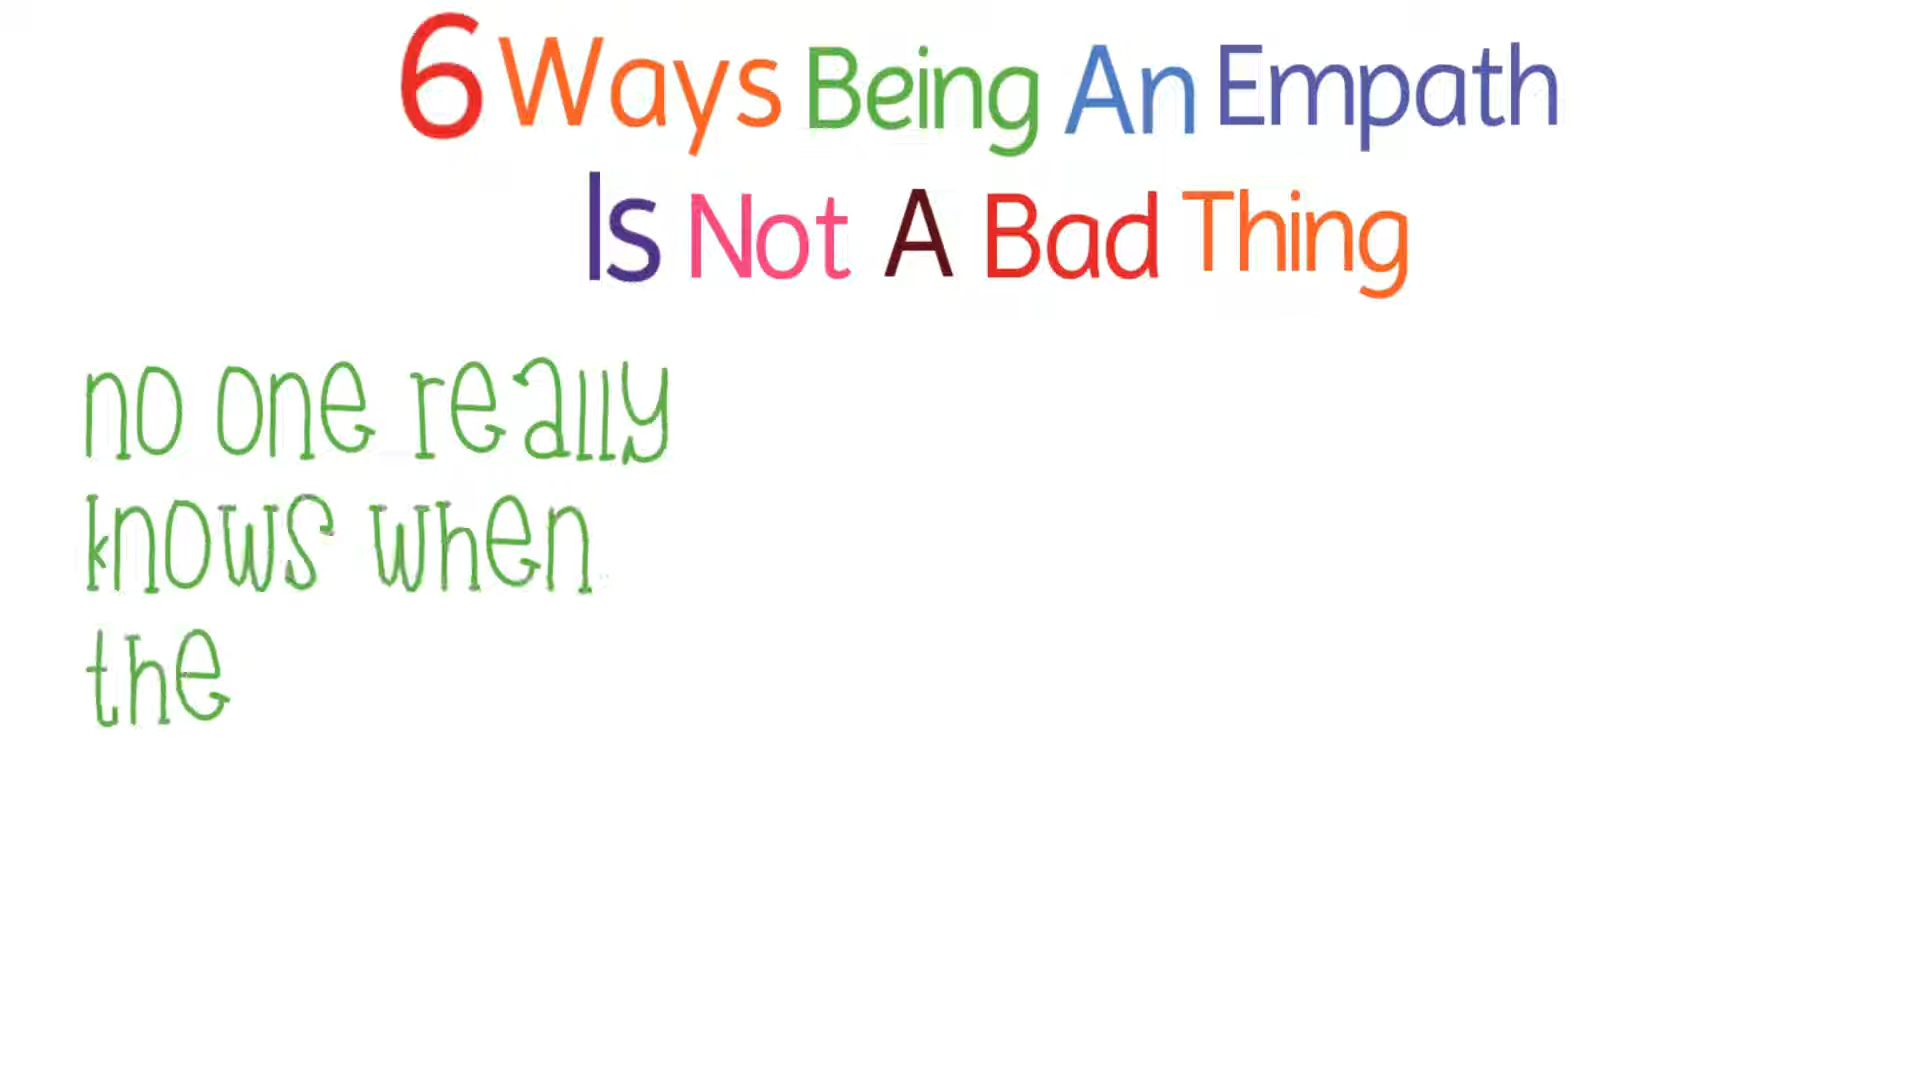 6 Ways Being An Empath
Is Not A Bad Thing
no one really
knows when
the